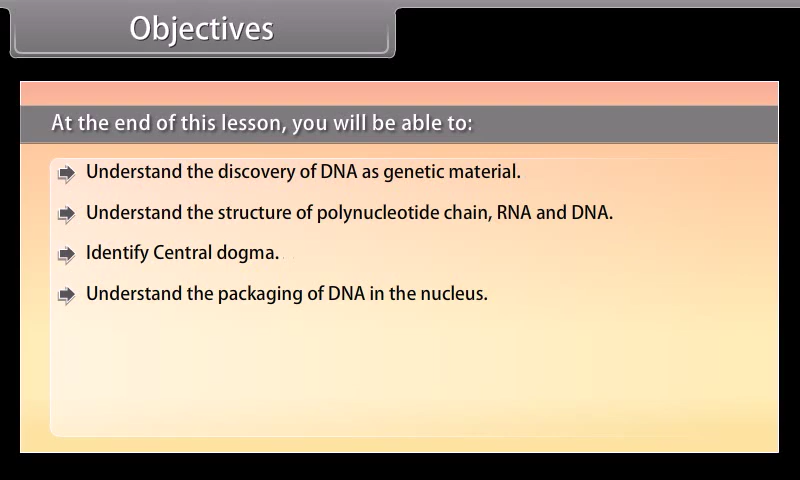 Objectives
At the end of this lesson, you will be able to:
Understand the discovery of DNA as genetic material.
Understand the structure of polynucleotide chain, RNA and DNA.
Identify Central dogma.
Understand the packaging of DNA in the nucleus.